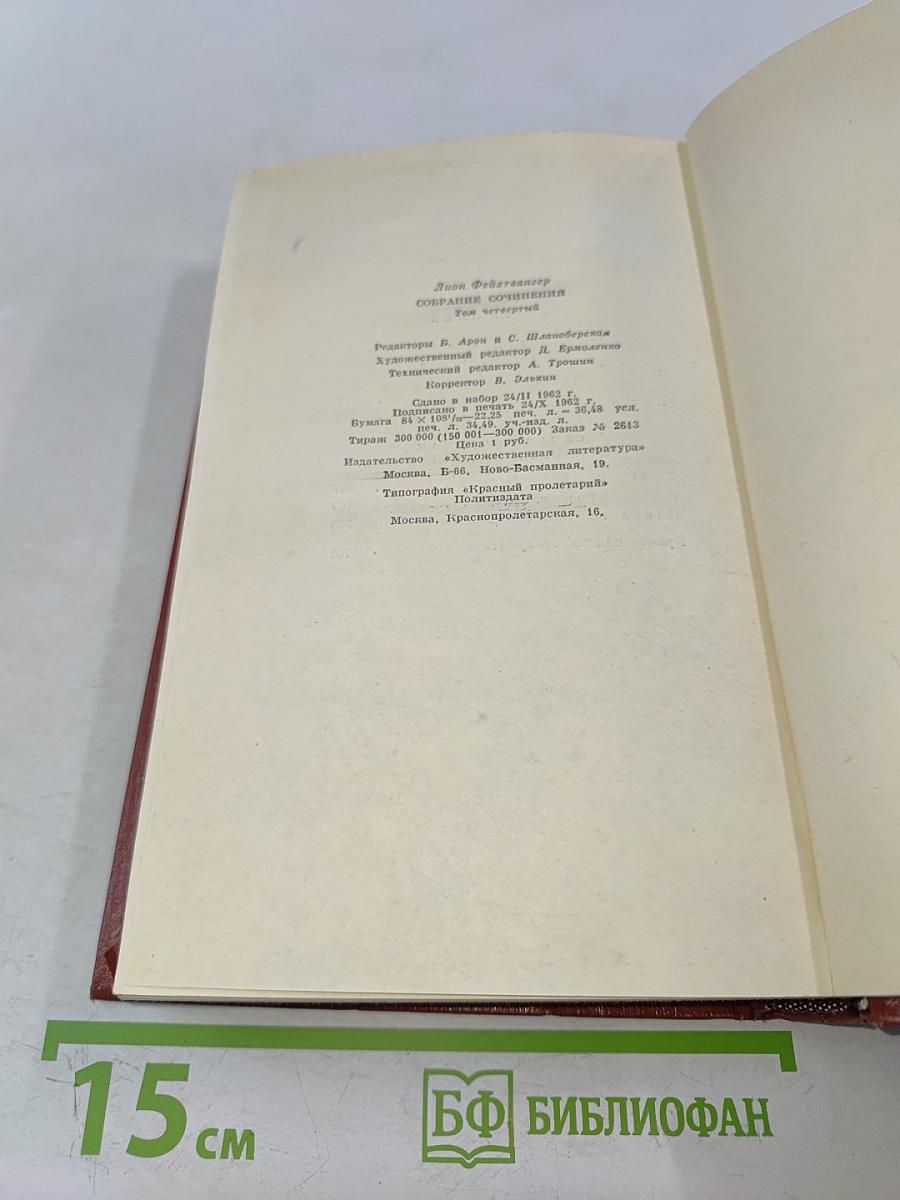 Лион Фейхтвангер
СОБРАНИЕ СОЧИНЕНИЙ
Том четвертый
Редакторы Б. Арон и С. Шлапоберская
Художественный редактор Д. Ермоленко
Технический редактор А. Трошин
Корректор В. Элькин
Сдано в набор 24/II 1962 г.
Подписано в печать 24/X 1962 г.
Бумага 84 × 108¹/₃₂—22,25 печ. л. = 36,48 усл.
печ. л. 34,49. уч.-изд. л.
Тираж 300 000 (150 001—300 000) Заказ № 2613
Цена 1 руб.
Издательство «Художественная литература»
Москва, Б-66, Ново-Басманная, 19.
Типография «Красный пролетарий»
Политиздата
Москва, Краснопролетарская, 16.
15 см
БФ БИБЛИОФАН